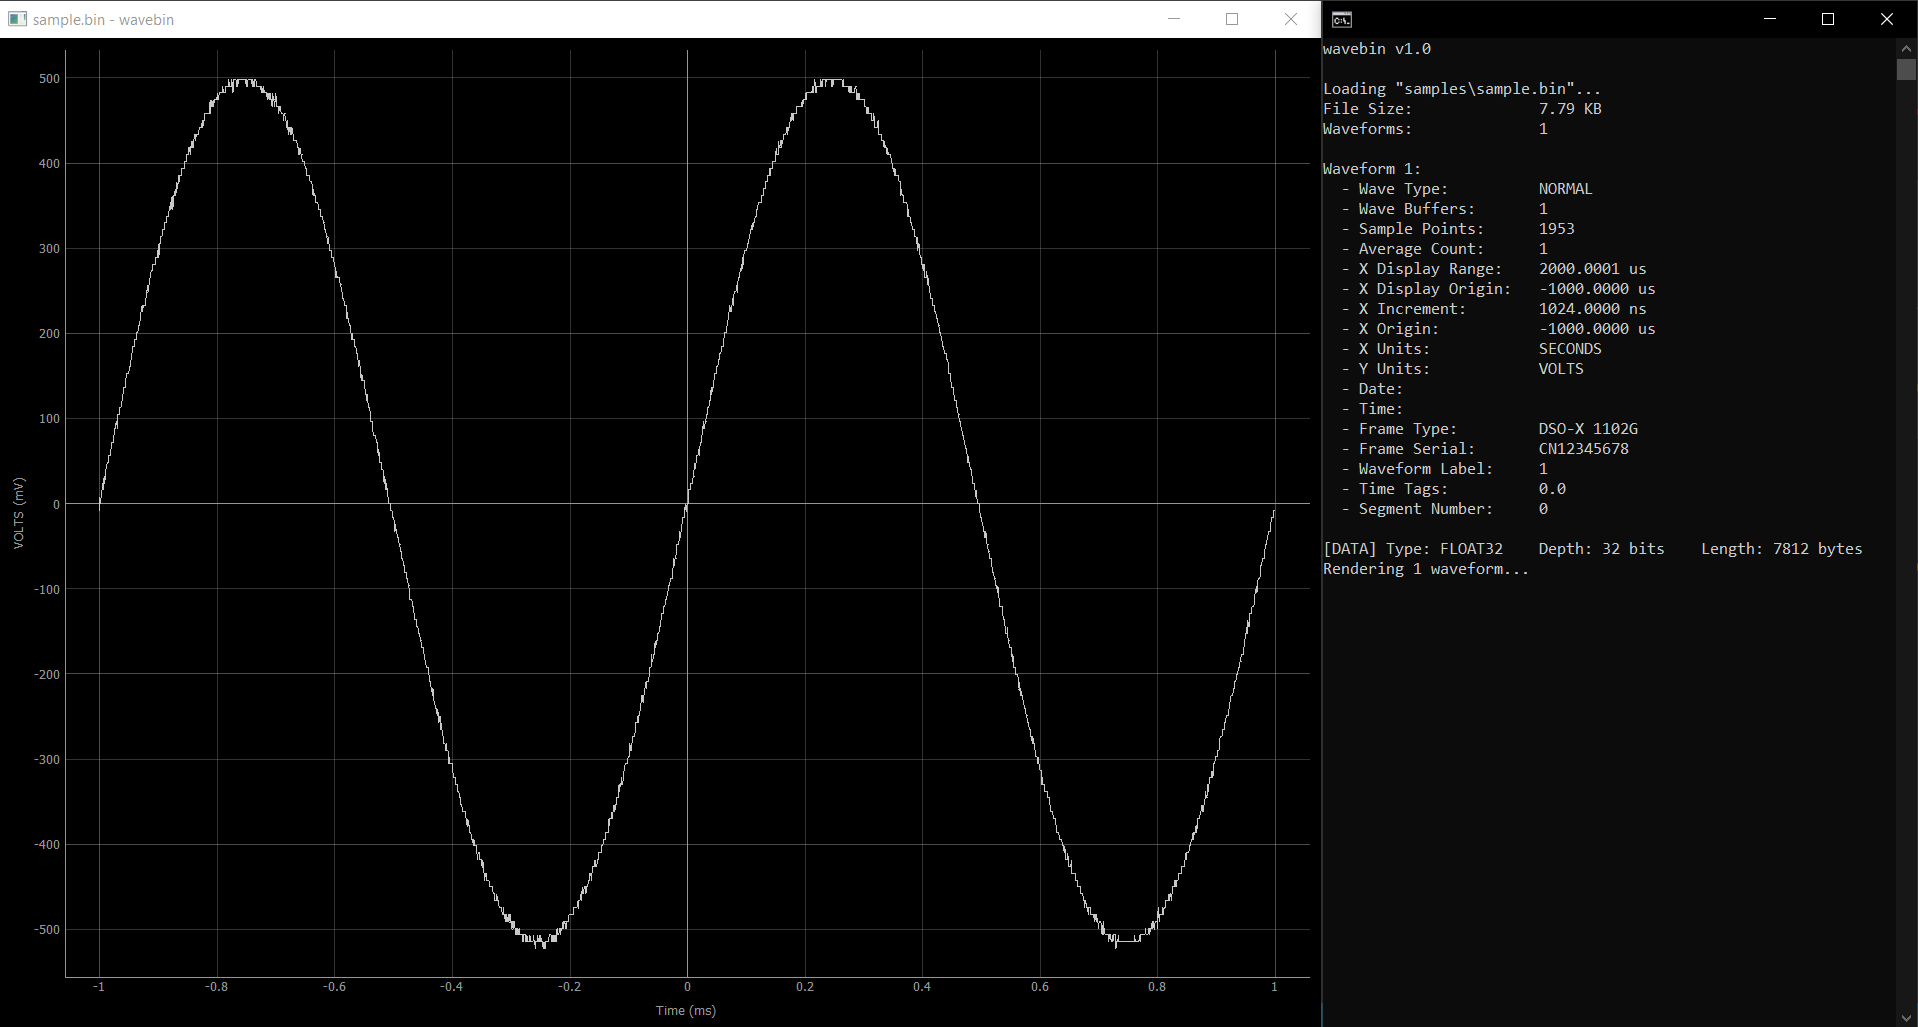 sample.bin - wavebin
500
400
300
200
100
0
-100
-200
-300
-400
-500
VOLTS (mV)
-1 -0.8 -0.6 -0.4 -0.2 0 0.2 0.4 0.6 0.8 1
Time (ms)
C:\.
wavebin v1.0
Loading "samples\sample.bin"...
File Size: 7.79 KB
Waveforms: 1
Waveform 1:
- Wave Type: NORMAL
- Wave Buffers: 1
- Sample Points: 1953
- Average Count: 1
- X Display Range: 2000.0001 us
- X Display Origin: -1000.0000 us
- X Increment: 1024.0000 ns
- X Origin: -1000.0000 us
- X Units: SECONDS
- Y Units: VOLTS
- Date:
- Time:
- Frame Type: DSO-X 1102G
- Frame Serial: CN12345678
- Waveform Label: 1
- Time Tags: 0.0
- Segment Number: 0
[DATA] Type: FLOAT32 Depth: 32 bits Length: 7812 bytes
Rendering 1 waveform...